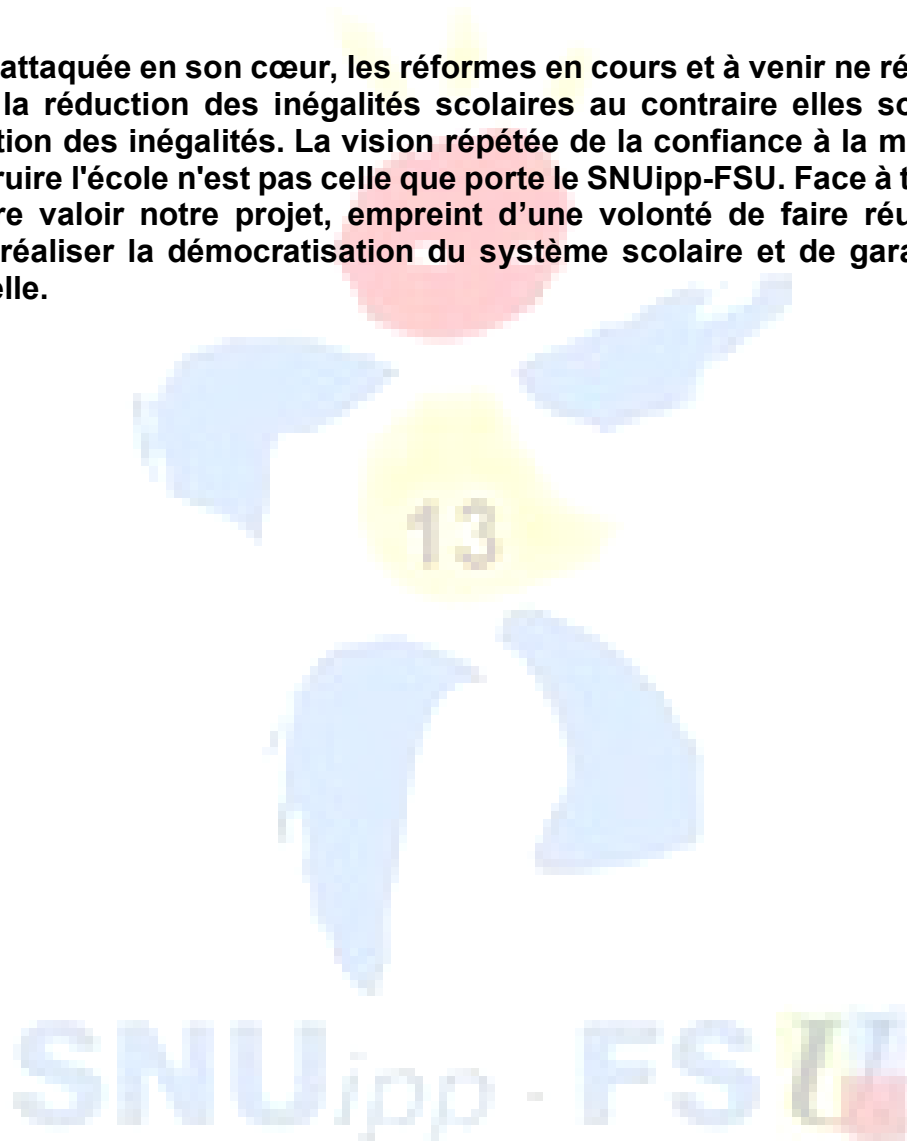 attaquée en son cœur, les réformes en cours et à venir ne ré
la réduction des inégalités scolaires au contraire elles so
tion des inégalités. La vision répétée de la confiance à la m
ruire l'école n'est pas celle que porte le SNUipp-FSU. Face à t
re valoir notre projet, empreint d’une volonté de faire réu
réaliser la démocratisation du système scolaire et de gara
elle.
13
SNUipp - FSU